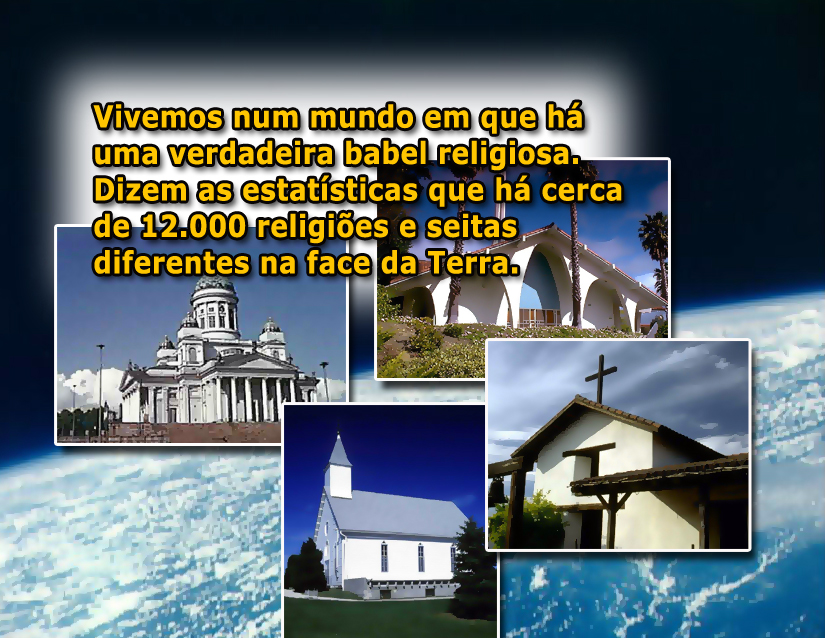 Vivemos num mundo em que há
uma verdadeira babel religiosa.
Dizem as estatísticas que há cerca
de 12.000 religiões e seitas
diferentes na face da Terra.